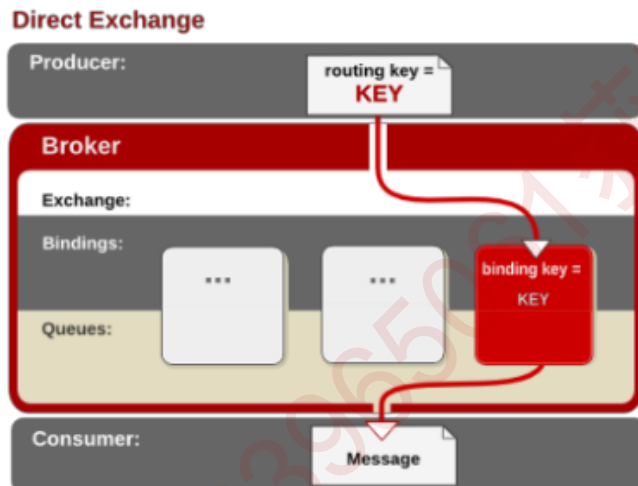 Direct Exchange
Producer:
routing key =
KEY
Broker
Exchange:
Bindings:
...
...
binding key =
KEY
Queues:
Consumer:
Message